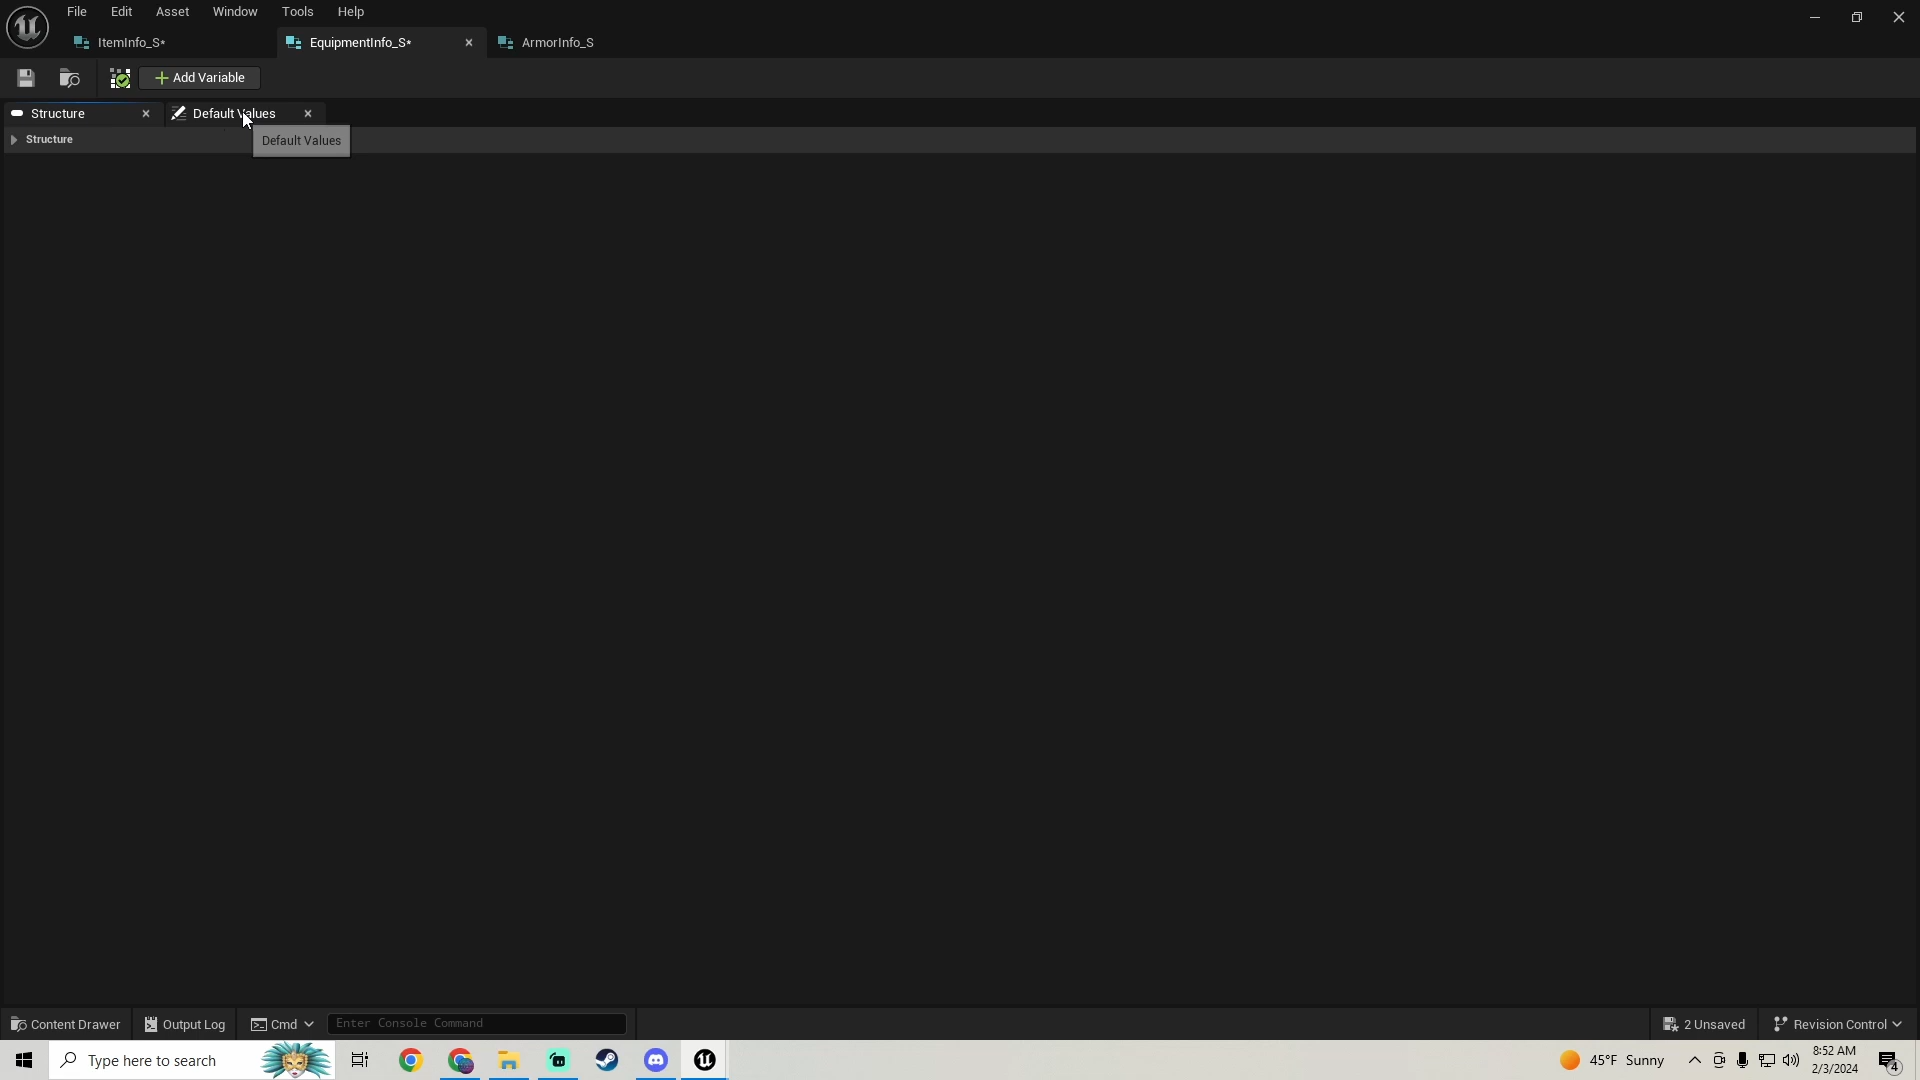 File Edit Asset Window Tools Help
ItemInfo_S* EquipmentInfo_S* ArmorInfo_S
Add Variable
Structure Default Values
Structure
Default Values
Content Drawer Output Log Cmd Enter Console Command 2 Unsaved Revision Control
Type here to search 45°F Sunny 8:52 AM
2/3/2024 4